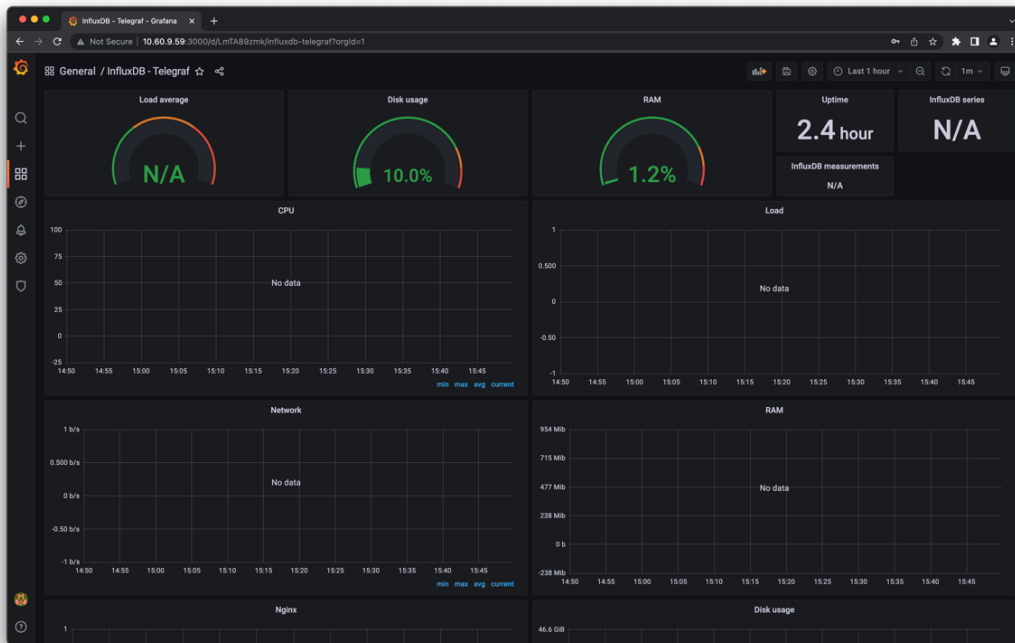 InfluxDB - Telegraf - Grafana
Not Secure | 10.60.9.59:3000/d/LmTA89zmk/influxdb-telegraf?orgId=1
General / InfluxDB - Telegraf
Last 1 hour
1m
Load average
N/A
Disk usage
10.0%
RAM
1.2%
Uptime
2.4 hour
InfluxDB series
N/A
InfluxDB measurements
N/A
CPU
100
75
50
25
0
-25
No data
14:50 14:55 15:00 15:05 15:10 15:15 15:20 15:25 15:30 15:35 15:40 15:45
min max avg current
Load
1
0.500
0
-0.50
-1
No data
14:50 14:55 15:00 15:05 15:10 15:15 15:20 15:25 15:30 15:35 15:40 15:45
Network
1 b/s
0.500 b/s
0 b/s
-0.50 b/s
-1 b/s
No data
14:50 14:55 15:00 15:05 15:10 15:15 15:20 15:25 15:30 15:35 15:40 15:45
min max avg current
RAM
954 Mib
715 Mib
477 Mib
238 Mib
0 b
-238 Mib
No data
14:50 14:55 15:00 15:05 15:10 15:15 15:20 15:25 15:30 15:35 15:40 15:45
Nginx
1
Disk usage
46.6 GiB